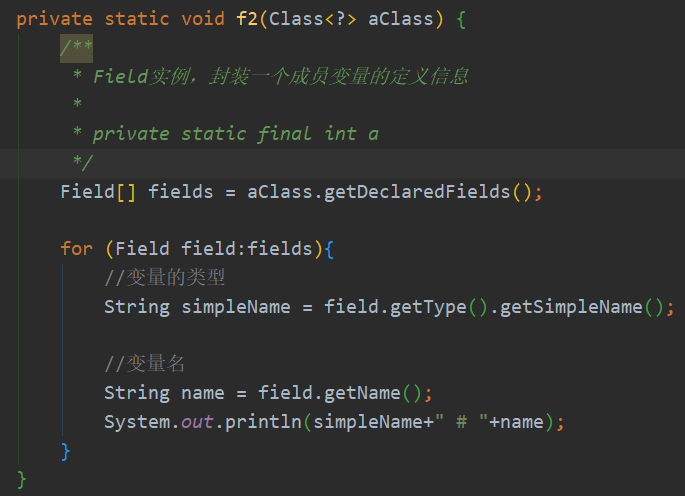 private static void f2(Class<?> aClass) {
/**
* Field实例，封装一个成员变量的定义信息
*
* private static final int a
*/
Field[] fields = aClass.getDeclaredFields();
for (Field field:fields){
//变量的类型
String simpleName = field.getType().getSimpleName();
//变量名
String name = field.getName();
System.out.println(simpleName+" # "+name);
}
}